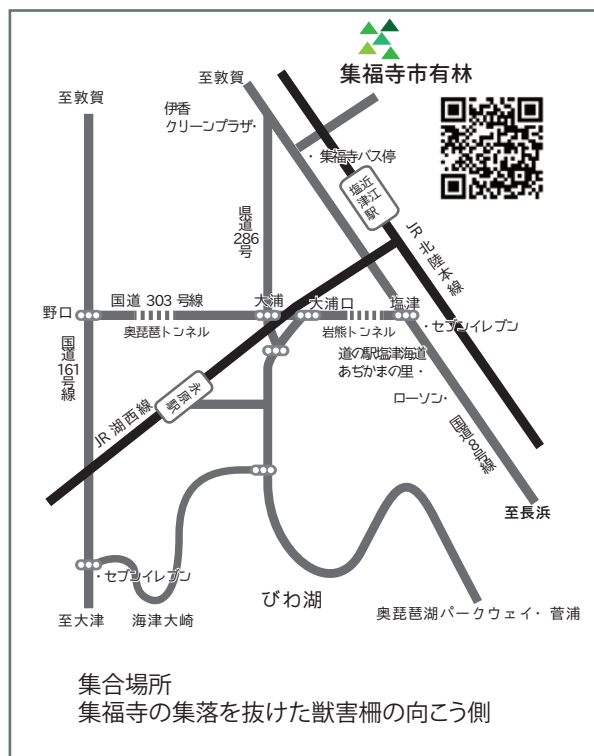 集福寺市有林
至敦賀
至敦賀
伊香
クリーンプラザ・
・集福寺バス停
近江
塩津駅
県道
286
号
JR北陸本線
国道 303 号線
大浦
大浦口
塩津
野口
奥琵琶トンネル
岩熊トンネル
・セブンイレブン
国道
161
号線
道の駅塩津海道
あぢかまの里・
永原
駅
ローソン・
JR 湖西線
国道8号線
至長浜
・セブンイレブン
びわ湖
奥琵琶湖パークウェイ・菅浦
至大津
海津大崎
集合場所
集福寺の集落を抜けた獣害柵の向こう側